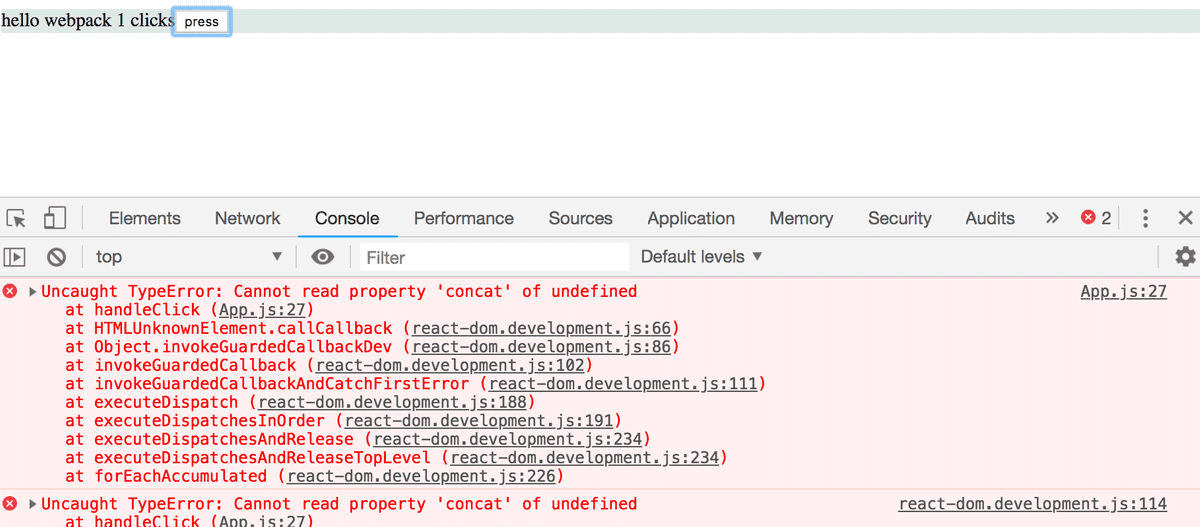 hello webpack 1 clicks press
Elements Network Console Performance Sources Application Memory Security Audits » 2
top Filter Default levels
Uncaught TypeError: Cannot read property 'concat' of undefined App.js:27
at handleClick (App.js:27)
at HTMLUnknownElement.callCallback (react-dom.development.js:66)
at Object.invokeGuardedCallbackDev (react-dom.development.js:86)
at invokeGuardedCallback (react-dom.development.js:102)
at invokeGuardedCallbackAndCatchFirstError (react-dom.development.js:111)
at executeDispatch (react-dom.development.js:188)
at executeDispatchesInOrder (react-dom.development.js:191)
at executeDispatchesAndRelease (react-dom.development.js:234)
at executeDispatchesAndReleaseTopLevel (react-dom.development.js:234)
at forEachAccumulated (react-dom.development.js:226)
Uncaught TypeError: Cannot read property 'concat' of undefined react-dom.development.js:114
at handleClick (App.js:27)